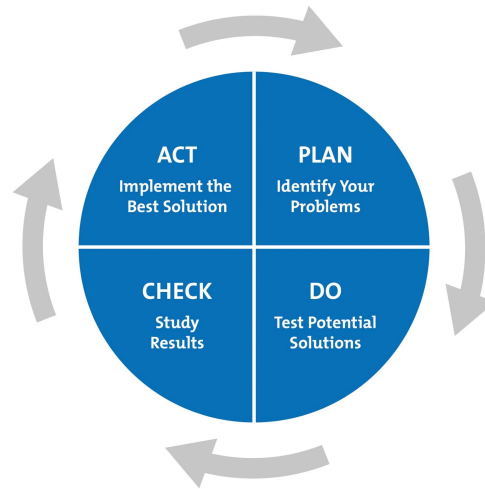 ACT
Implement the
Best Solution
PLAN
Identify Your
Problems
CHECK
Study
Results
DO
Test Potential
Solutions